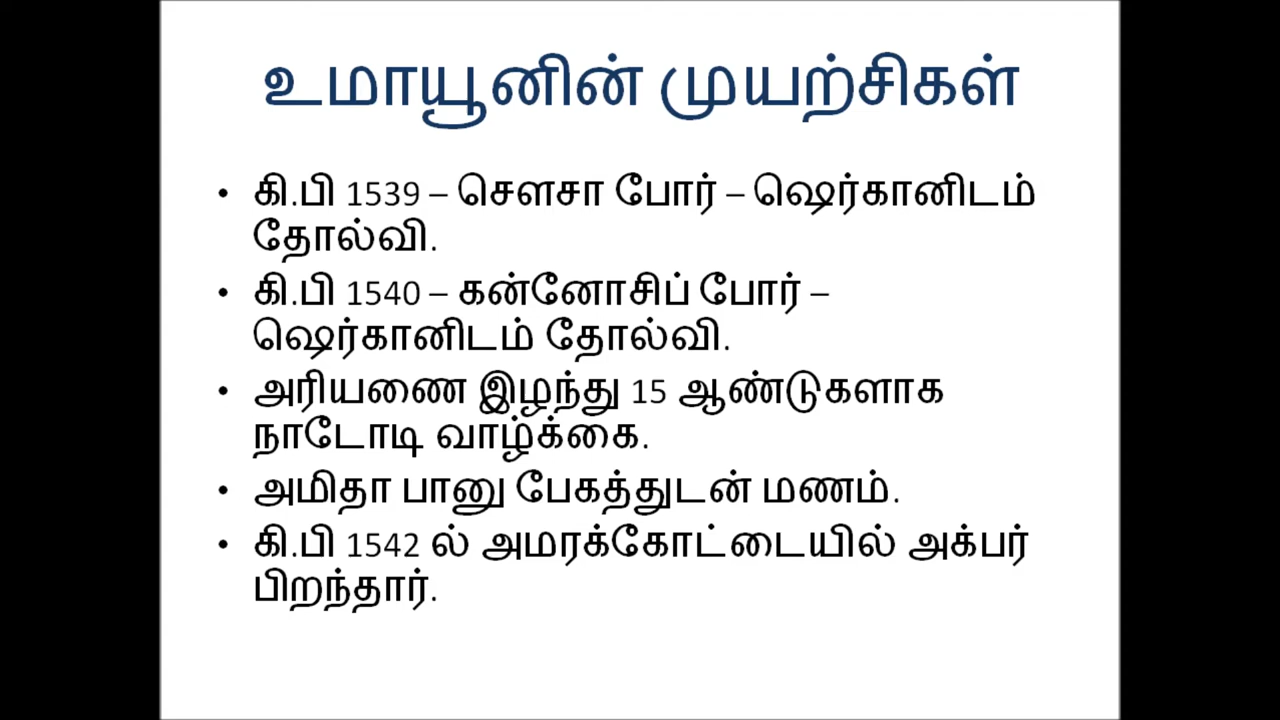 உமாயூனின் முயற்சிகள்
• கி.பி 1539 – சௌசா போர் – ஷெர்கானிடம்
தோல்வி.
• கி.பி 1540 – கன்னோசிப் போர் –
ஷெர்கானிடம் தோல்வி.
• அரியணை இழந்து 15 ஆண்டுகளாக
நாடோடி வாழ்க்கை.
• அமிதா பானு பேகத்துடன் மணம்.
• கி.பி 1542 ல் அமரக்கோட்டையில் அக்பர்
பிறந்தார்.